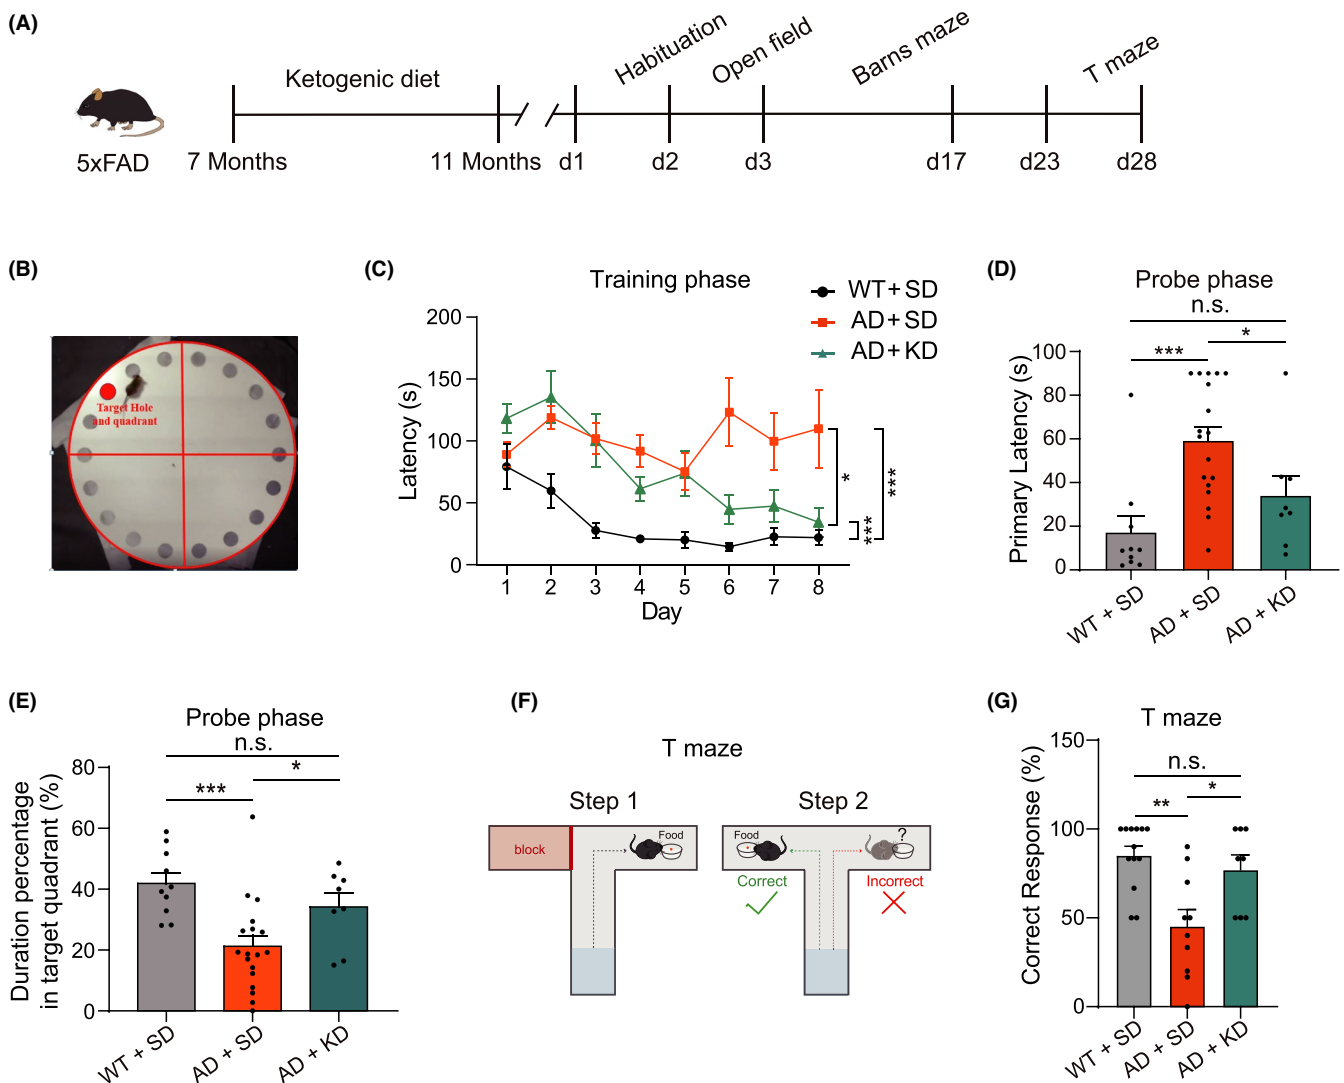 (A)
Ketogenic diet
Habituation
Open field
Barns maze
T maze
5xFAD
7 Months
11 Months
d1
d2
d3
d17
d23
d28
(B)
Target Hole
and quadrant
(C)
Training phase
WT+SD
AD+SD
AD+KD
Latency (s)
200
150
100
50
0
1 2 3 4 5 6 7 8
Day
*
***
***
(D)
Probe phase
n.s.
*
***
Primary Latency (s)
100
80
60
40
20
0
WT + SD
AD + SD
AD + KD
(E)
Probe phase
n.s.
*
***
Duration percentage
in target quadrant (%)
80
60
40
20
0
WT + SD
AD + SD
AD + KD
(F)
T maze
Step 1
block
Food
Step 2
Food
?
Correct
Incorrect
(G)
T maze
n.s.
*
**
Correct Response (%)
150
100
50
0
WT + SD
AD + SD
AD + KD